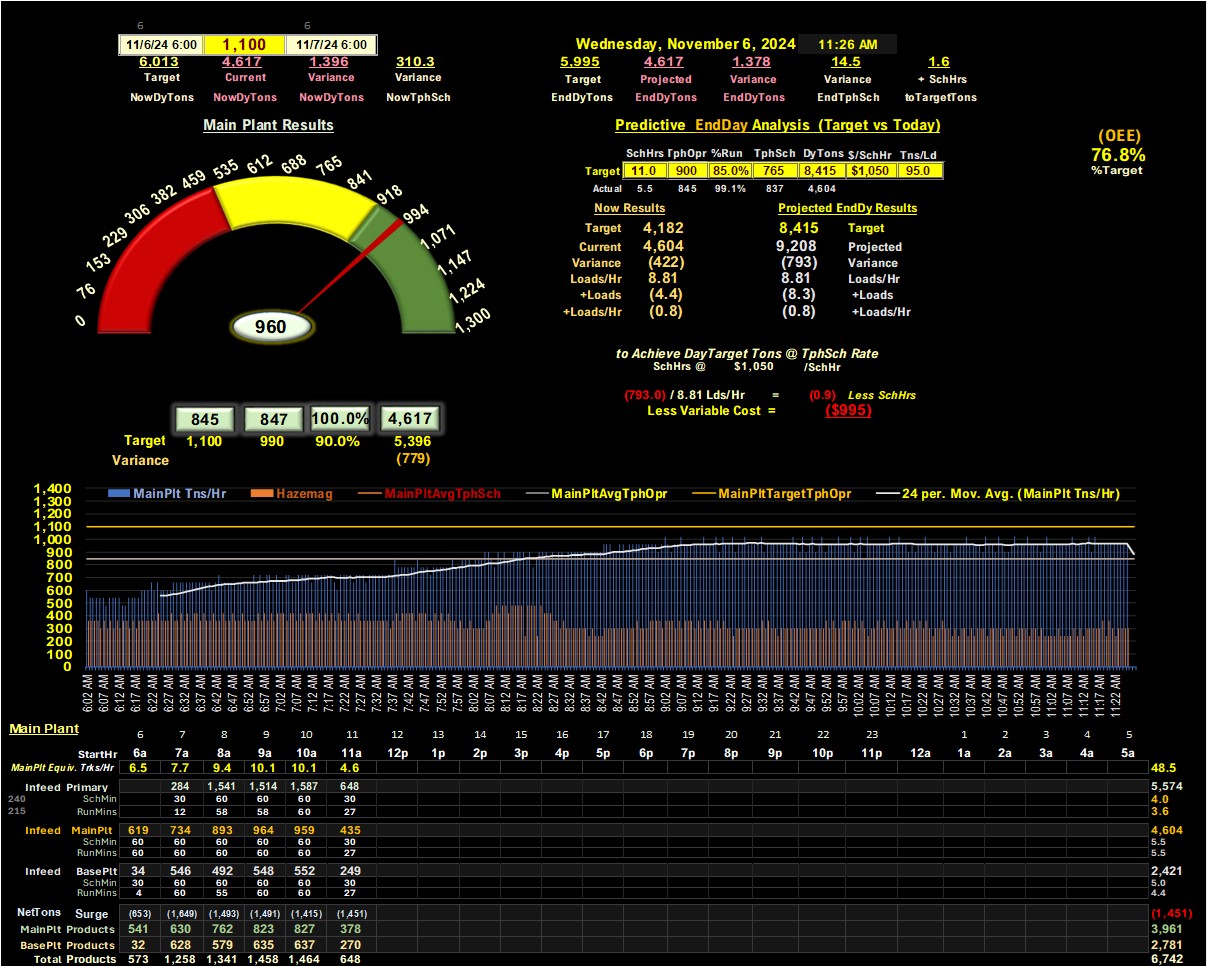 6 6
11/6/24 6:00 1,100 11/7/24 6:00
6,013 4,617 1,396 310.3
Target Current Variance Variance
NowDyTons NowDyTons NowDyTons NowTphSch
Wednesday, November 6, 2024 11:26 AM
5,995 4,617 1,378 14.5 1.6
Target Projected Variance Variance + SchHrs
EndDyTons EndDyTons EndDyTons EndTphSch toTargetTons
Main Plant Results
0 76 153 229 306 382 459 535 612 688 765 841 918 994 1,071 1,147 1,224 1,300
960
845 847 100.0% 4,617
Target 1,100 990 90.0% 5,396
Variance (779)
Predictive EndDay Analysis (Target vs Today)
SchHrs TphOpr %Run TphSch DyTons $/SchHr Tns/Ld
Target 11.0 900 85.0% 765 8,415 $1,050 95.0
Actual 5.5 845 99.1% 837 4,604
Now Results Projected EndDy Results
Target 4,182 8,415 Target
Current 4,604 9,208 Projected
Variance (422) (793) Variance
Loads/Hr 8.81 8.81 Loads/Hr
+Loads (4.4) (8.3) +Loads
+Loads/Hr (0.8) (0.8) +Loads/Hr
to Achieve DayTarget Tons @ TphSch Rate
SchHrs @ $1,050 /SchHr
(793.0) / 8.81 Lds/Hr = (0.9) Less SchHrs
Less Variable Cost = ($995)
(OEE)
76.8%
%Target
MainPlt Tns/Hr Hazemag MainPltAvgTphSch MainPltAvgTphOpr MainPltTargetTphOpr 24 per. Mov. Avg. (MainPlt Tns/Hr)
1,400
1,300
1,200
1,100
1,000
900
800
700
600
500
400
300
200
100
0
6:02 AM 6:07 AM 6:12 AM 6:17 AM 6:22 AM 6:27 AM 6:32 AM 6:37 AM 6:42 AM 6:47 AM 6:52 AM 6:57 AM 7:02 AM 7:07 AM 7:12 AM 7:17 AM 7:22 AM 7:27 AM 7:32 AM 7:37 AM 7:42 AM 7:47 AM 7:52 AM 7:57 AM 8:02 AM 8:07 AM 8:12 AM 8:17 AM 8:22 AM 8:27 AM 8:32 AM 8:37 AM 8:42 AM 8:47 AM 8:52 AM 8:57 AM 9:02 AM 9:07 AM 9:12 AM 9:17 AM 9:22 AM 9:27 AM 9:32 AM 9:37 AM 9:42 AM 9:47 AM 9:52 AM 9:57 AM 10:02 AM 10:07 AM 10:12 AM 10:17 AM 10:22 AM 10:27 AM 10:32 AM 10:37 AM 10:42 AM 10:47 AM 10:52 AM 10:57 AM 11:02 AM 11:07 AM 11:12 AM 11:17 AM 11:22 AM
Main Plant
6 7 8 9 10 11 12 13 14 15 16 17 18 19 20 21 22 23 1 2 3 4 5
StartHr 6a 7a 8a 9a 10a 11a 12p 1p 2p 3p 4p 5p 6p 7p 8p 9p 10p 11p 12a 1a 2a 3a 4a 5a
MainPlt Equiv. Trks/Hr 6.5 7.7 9.4 10.1 10.1 4.6 48.5
Infeed Primary 284 1,541 1,514 1,587 648 5,574
240 SchMin 30 60 60 60 30 4.0
215 RunMins 12 58 58 60 27 3.6
Infeed MainPlt 619 734 893 964 959 435 4,604
SchMin 60 60 60 60 60 30 5.5
RunMins 60 60 60 60 60 27 5.5
Infeed BasePlt 34 546 492 548 552 249 2,421
SchMin 30 60 60 60 60 30 5.0
RunMins 4 60 55 60 60 27 4.4
NetTons Surge (653) (1,649) (1,493) (1,491) (1,415) (1,451) (1,451)
MainPlt Products 541 630 762 823 827 378 3,961
BasePlt Products 32 628 579 635 637 270 2,781
Total Products 573 1,258 1,341 1,458 1,464 648 6,742